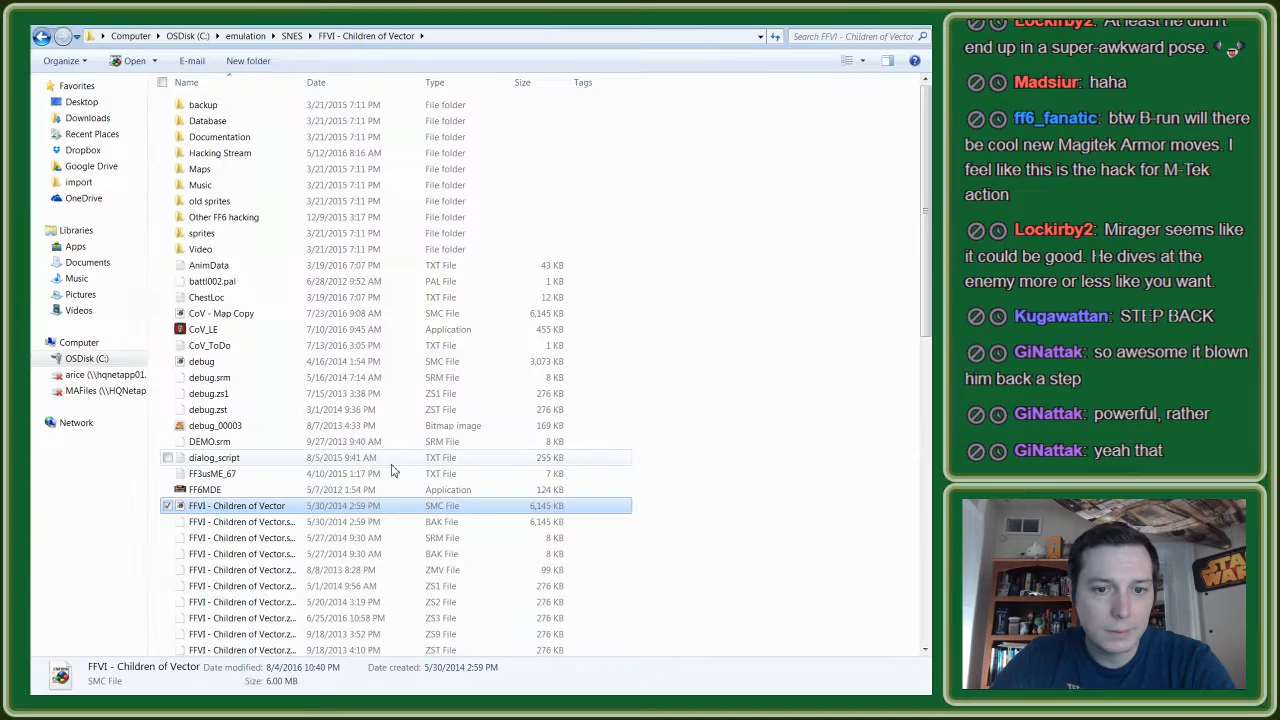 Computer ▸ OSDisk (C:) ▸ emulation ▸ SNES ▸ FFVI - Children of Vector ▸
Search FFVI - Children of Vector
Organize Open E-mail New folder
Name Date Type Size Tags
Favorites
Desktop
Downloads
Recent Places
Dropbox
Google Drive
import
OneDrive
Libraries
Apps
Documents
Music
Pictures
Videos
Computer
OSDisk (C:)
arice (\\hqnetapp01.
MAFiles (\\HQNetap
Network
backup 3/21/2015 7:11 PM File folder
Database 3/21/2015 7:11 PM File folder
Documentation 3/21/2015 7:11 PM File folder
Hacking Stream 5/12/2016 8:16 AM File folder
Maps 3/21/2015 7:11 PM File folder
Music 3/21/2015 7:11 PM File folder
old sprites 3/21/2015 7:11 PM File folder
Other FF6 hacking 12/9/2015 3:17 PM File folder
sprites 3/21/2015 7:11 PM File folder
Video 3/21/2015 7:11 PM File folder
AnimData 3/19/2016 7:07 PM TXT File 43 KB
battl002.pal 6/28/2012 9:52 AM PAL File 1 KB
ChestLoc 3/19/2016 7:07 PM TXT File 12 KB
CoV - Map Copy 7/23/2016 9:08 AM SMC File 6,145 KB
CoV_LE 7/10/2016 9:45 AM Application 455 KB
CoV_ToDo 7/13/2016 3:05 PM TXT File 1 KB
debug 4/16/2014 1:54 PM SMC File 3,073 KB
debug.srm 5/16/2014 7:14 AM SRM File 8 KB
debug.zs1 7/15/2013 3:38 PM ZS1 File 276 KB
debug.zst 3/1/2014 9:36 PM ZST File 276 KB
debug_00003 8/7/2013 4:33 PM Bitmap image 169 KB
DEMO.srm 9/27/2013 9:40 AM SRM File 8 KB
dialog_script 8/5/2015 9:41 AM TXT File 255 KB
FF3usME_67 4/10/2015 1:17 PM TXT File 7 KB
FF6MDE 5/7/2012 1:54 PM Application 124 KB
FFVI - Children of Vector 5/30/2014 2:59 PM SMC File 6,145 KB
FFVI - Children of Vector.s... 5/30/2014 2:59 PM BAK File 6,145 KB
FFVI - Children of Vector.s... 5/27/2014 9:30 AM SRM File 8 KB
FFVI - Children of Vector.s... 5/27/2014 9:30 AM BAK File 8 KB
FFVI - Children of Vector.z... 8/8/2013 8:28 PM ZMV File 99 KB
FFVI - Children of Vector.z... 5/1/2014 9:56 AM ZS1 File 276 KB
FFVI - Children of Vector.z... 5/20/2014 3:19 PM ZS2 File 276 KB
FFVI - Children of Vector.z... 6/25/2016 10:58 PM ZS3 File 276 KB
FFVI - Children of Vector.z... 9/18/2013 3:52 PM ZS9 File 276 KB
FFVI - Children of Vector.z... 9/18/2013 4:10 PM ZST File 276 KB
FFVI - Children of Vector Date modified: 8/4/2016 10:40 PM Date created: 5/30/2014 2:59 PM
SMC File Size: 6.00 MB
Lockirby2: At least he didn't
end up in a super-awkward pose.
Madsiur: haha
ff6_fanatic: btw B-run will there
be cool new Magitek Armor moves. I
feel like this is the hack for M-Tek
action
Lockirby2: Mirager seems like
it could be good. He dives at the
enemy more or less like you want.
Kugawattan: STEP BACK
GiNattak: so awesome it blown
him back a step
GiNattak: powerful, rather
GiNattak: yeah that
STAR
WA